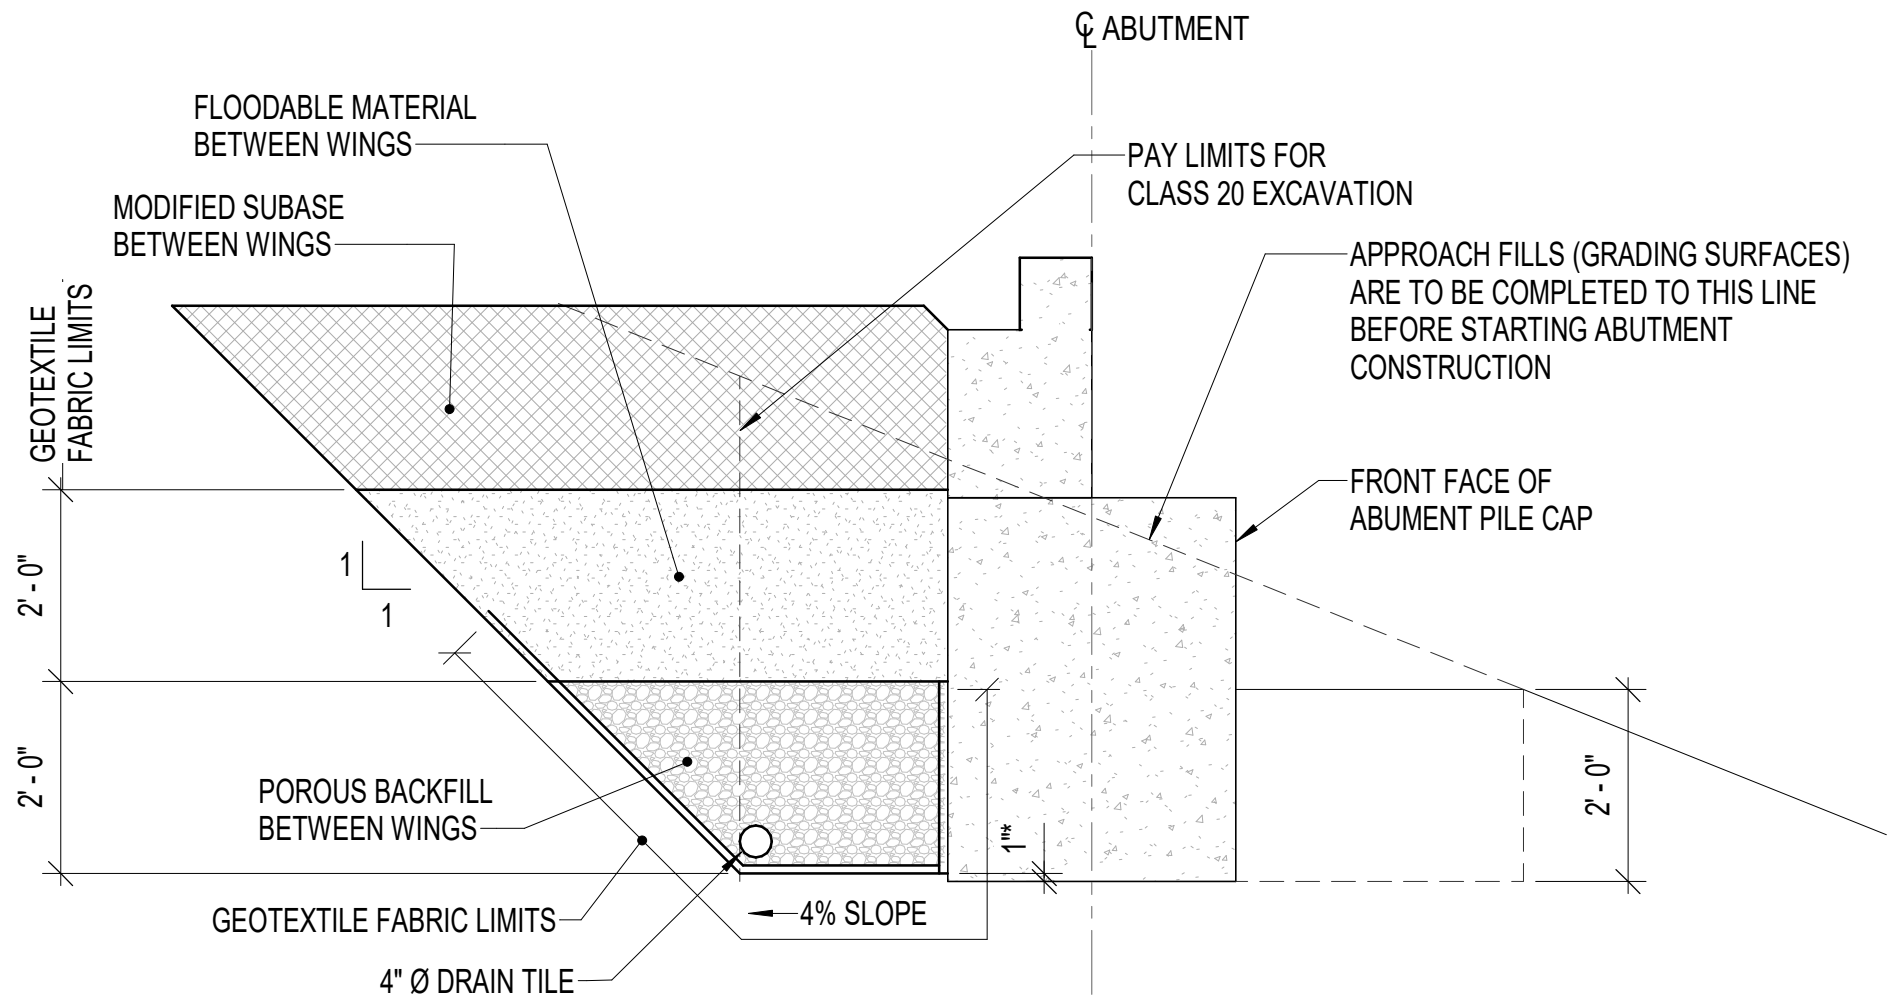 ℄ ABUTMENT
FLOODABLE MATERIAL
BETWEEN WINGS
PAY LIMITS FOR
CLASS 20 EXCAVATION
MODIFIED SUBASE
BETWEEN WINGS
APPROACH FILLS (GRADING SURFACES)
ARE TO BE COMPLETED TO THIS LINE
BEFORE STARTING ABUTMENT
CONSTRUCTION
GEOTEXTILE
FABRIC LIMITS
FRONT FACE OF
ABUMENT PILE CAP
2' - 0"
1
1
2' - 0"
POROUS BACKFILL
BETWEEN WINGS
1"*
2' - 0"
GEOTEXTILE FABRIC LIMITS
4% SLOPE
4" Ø DRAIN TILE